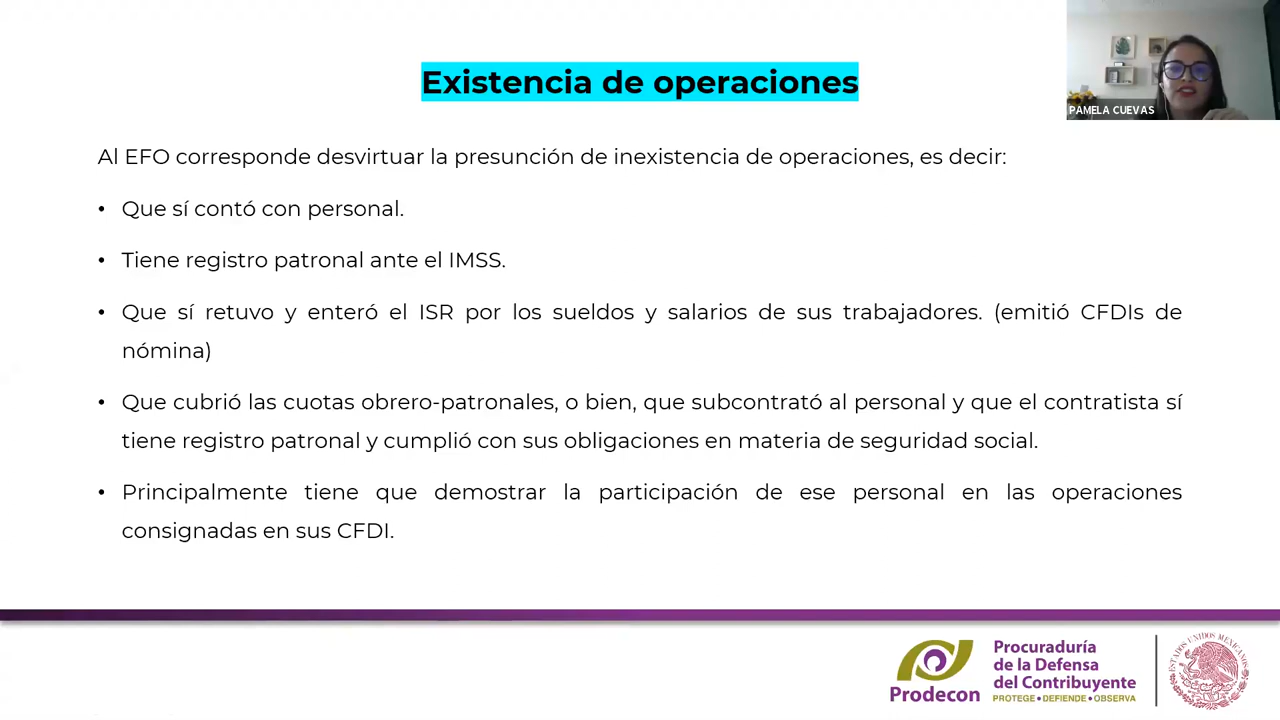 Existencia de operaciones
PAMELA CUEVAS
Al EFO corresponde desvirtuar la presunción de inexistencia de operaciones, es decir:
• Que sí contó con personal.
• Tiene registro patronal ante el IMSS.
• Que sí retuvo y enteró el ISR por los sueldos y salarios de sus trabajadores. (emitió CFDIs de
nómina)
• Que cubrió las cuotas obrero-patronales, o bien, que subcontrató al personal y que el contratista sí
tiene registro patronal y cumplió con sus obligaciones en materia de seguridad social.
• Principalmente tiene que demostrar la participación de ese personal en las operaciones
consignadas en sus CFDI.
Prodecon
Procuraduría
de la Defensa
del Contribuyente
PROTEGE • DEFIENDE • OBSERVA
ESTADOS UNIDOS MEXICANOS